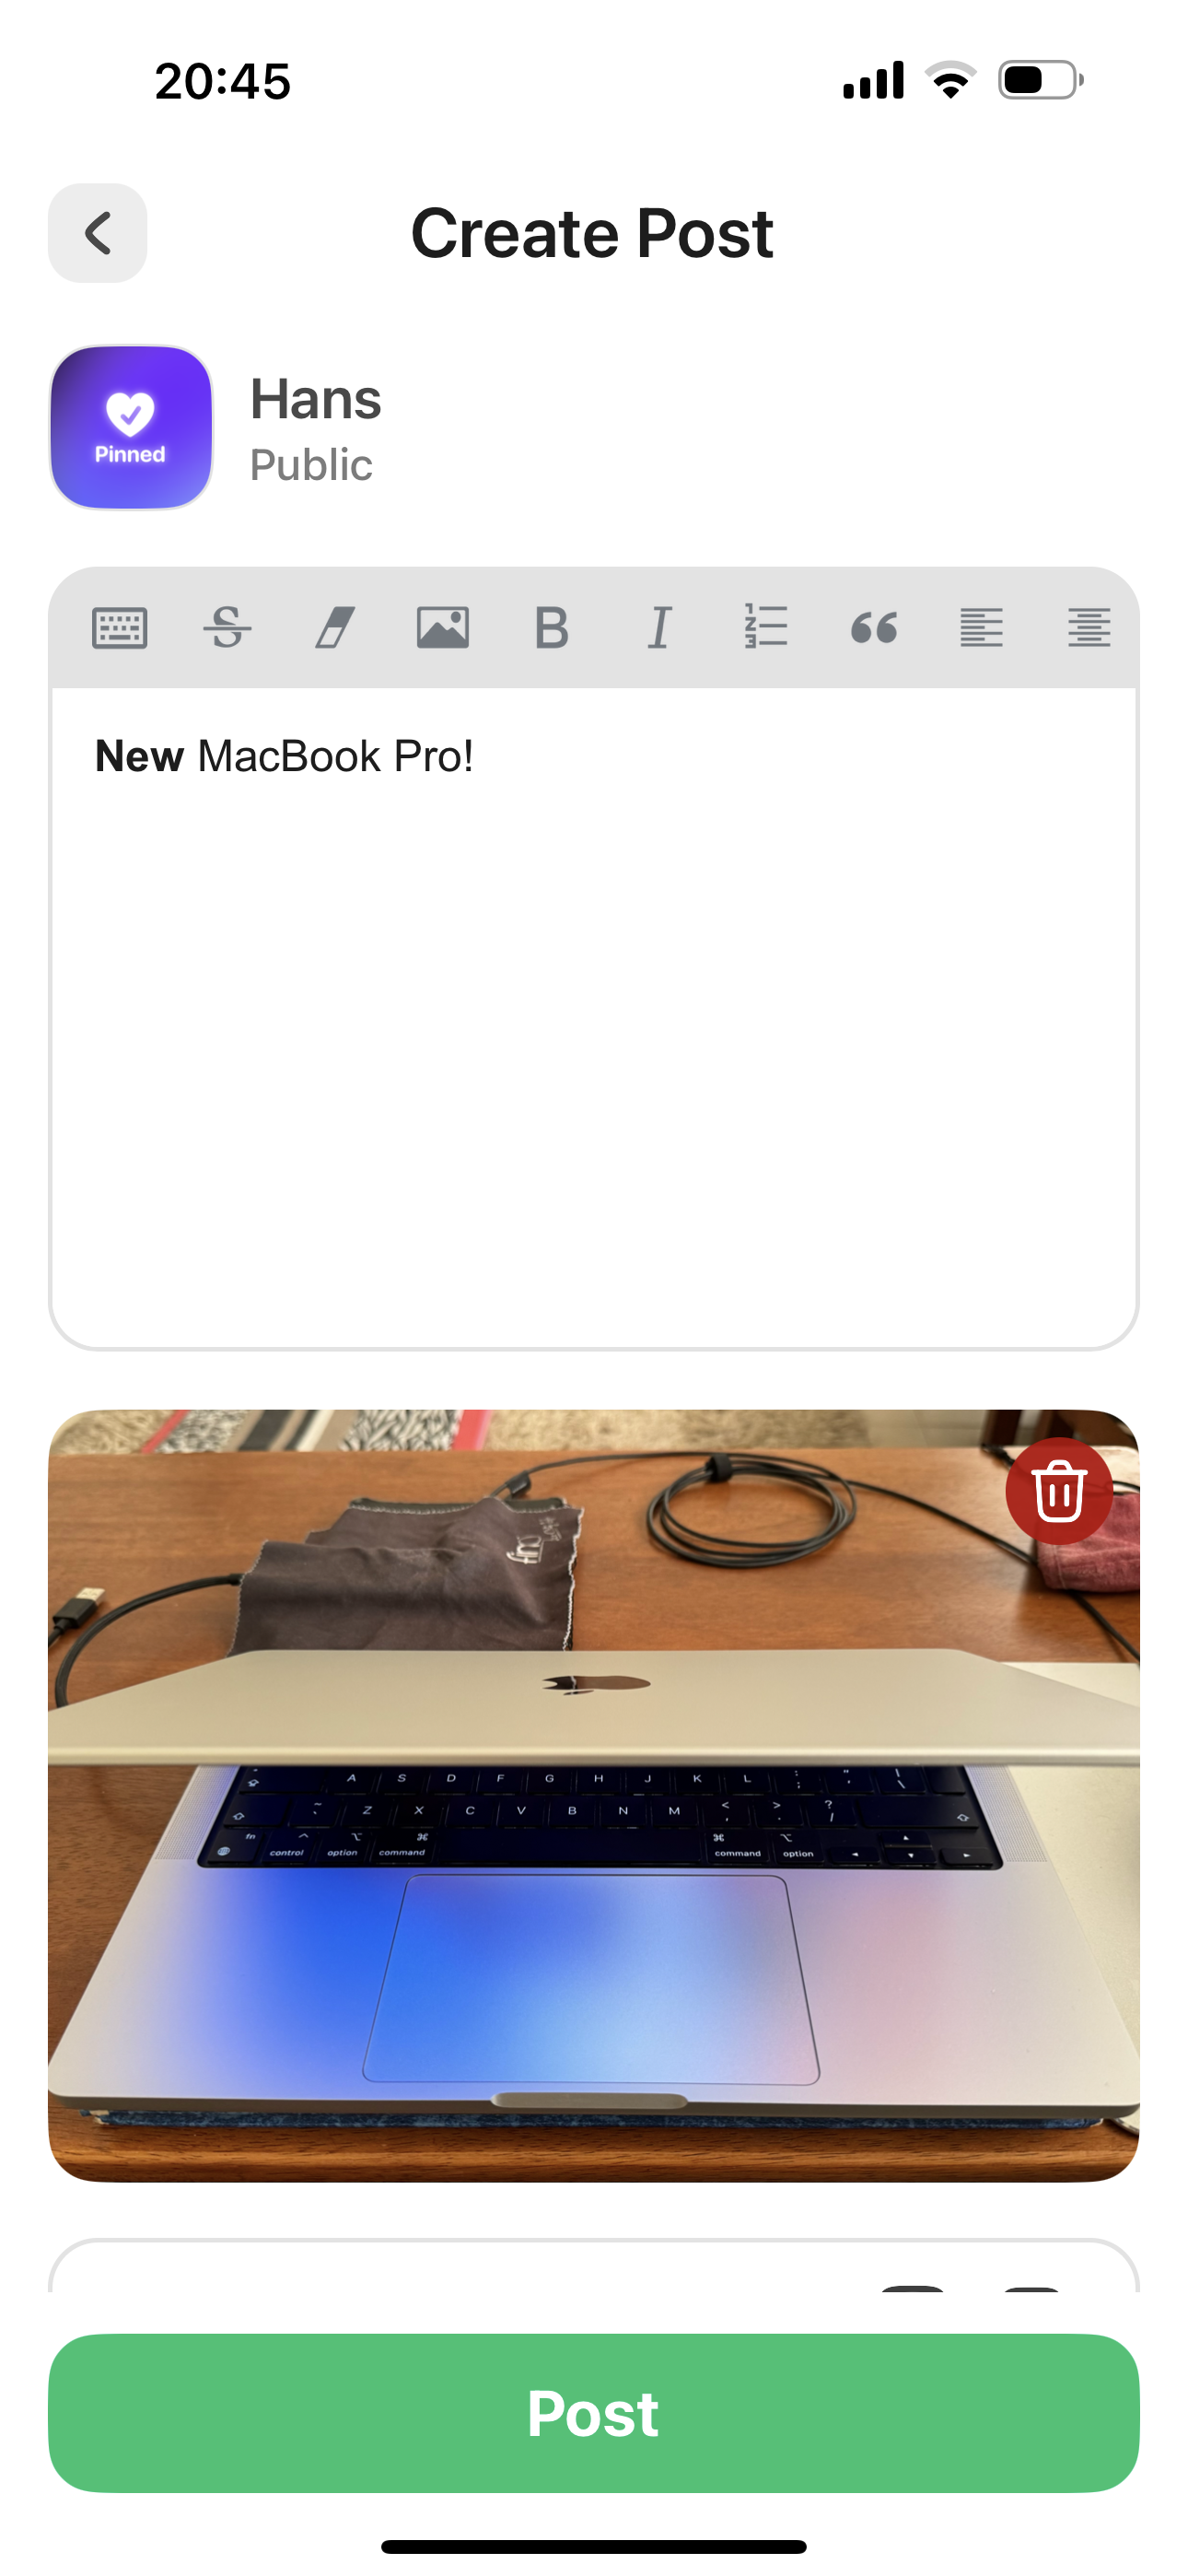 20:45
Create Post
Pinned
Hans
Public
B I
New MacBook Pro!
A S D F G H J K L : ; " ' | \
~ ` Z X C V B N M < , > . ? /
fn control ^ option ⌥ command ⌘ command ⌘ option ⌥
Post